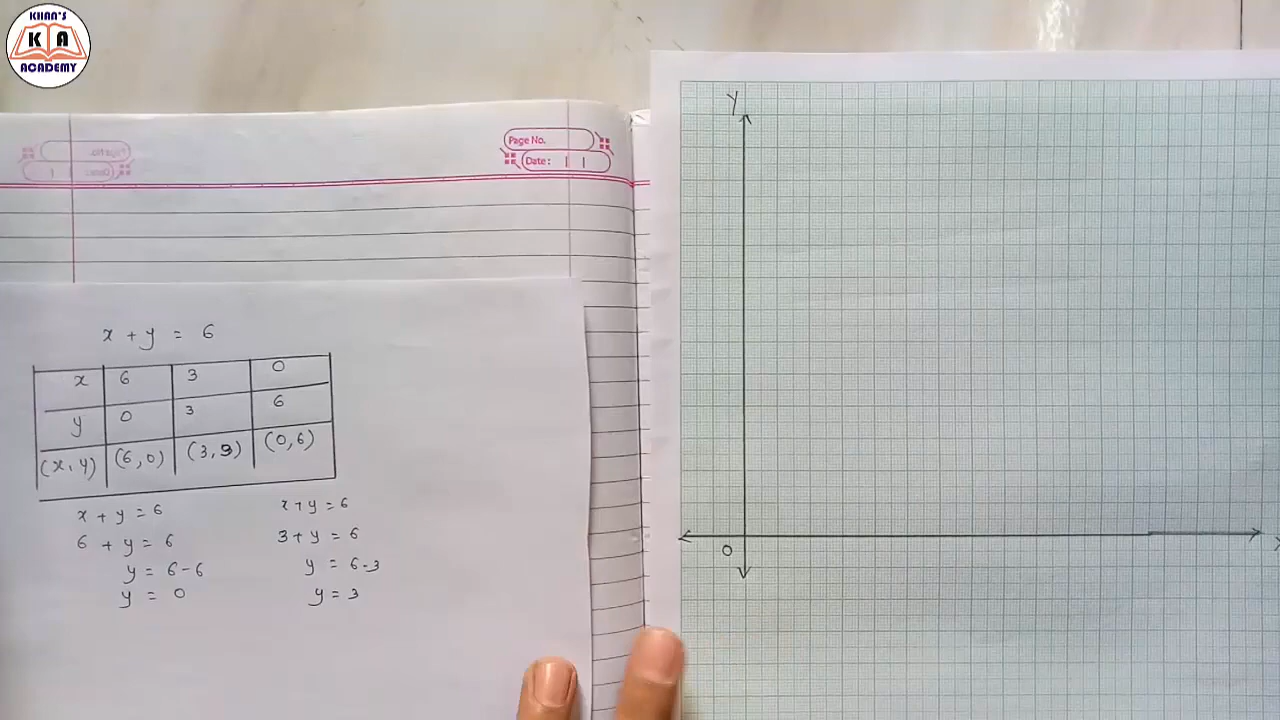 KHAN'S
K A
ACADEMY
Page No.
Date :
x + y = 6
x 6 3 0
y 0 3 6
(x, y) (6, 0) (3, 3) (0, 6)
x + y = 6
6 + y = 6
y = 6 - 6
y = 0
x + y = 6
3 + y = 6
y = 6 - 3
y = 3
Y
0
X